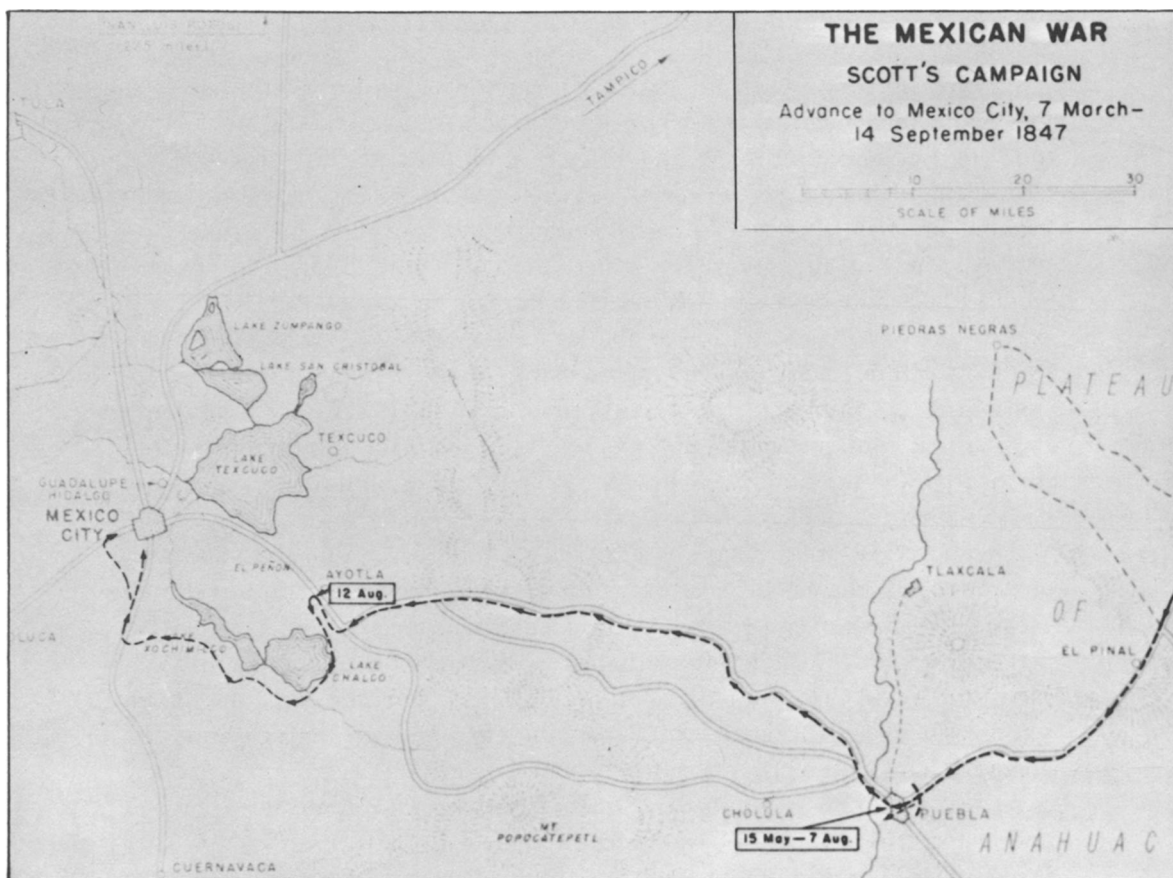 THE MEXICAN WAR
SCOTT'S CAMPAIGN
Advance to Mexico City, 7 March–
14 September 1847
10 20 30
SCALE OF MILES
TULA
TAMPICO
LAKE ZUMPANGO
LAKE SAN CRISTOBAL
PIEDRAS NEGRAS
PLATEAU
TEXCUCO
LAKE
TEXCUCO
GUADALUPE
HIDALGO
MEXICO
CITY
EL PEÑON
AYOTLA
12 Aug.
TLAXCALA
OF
OLUCA
LAKE
XOCHIMILCO
LAKE
CHALCO
EL PINAL
CHOLULA
PUEBLA
MT
POPOCATEPETL
15 May–7 Aug.
ANAHUAC
CUERNAVACA